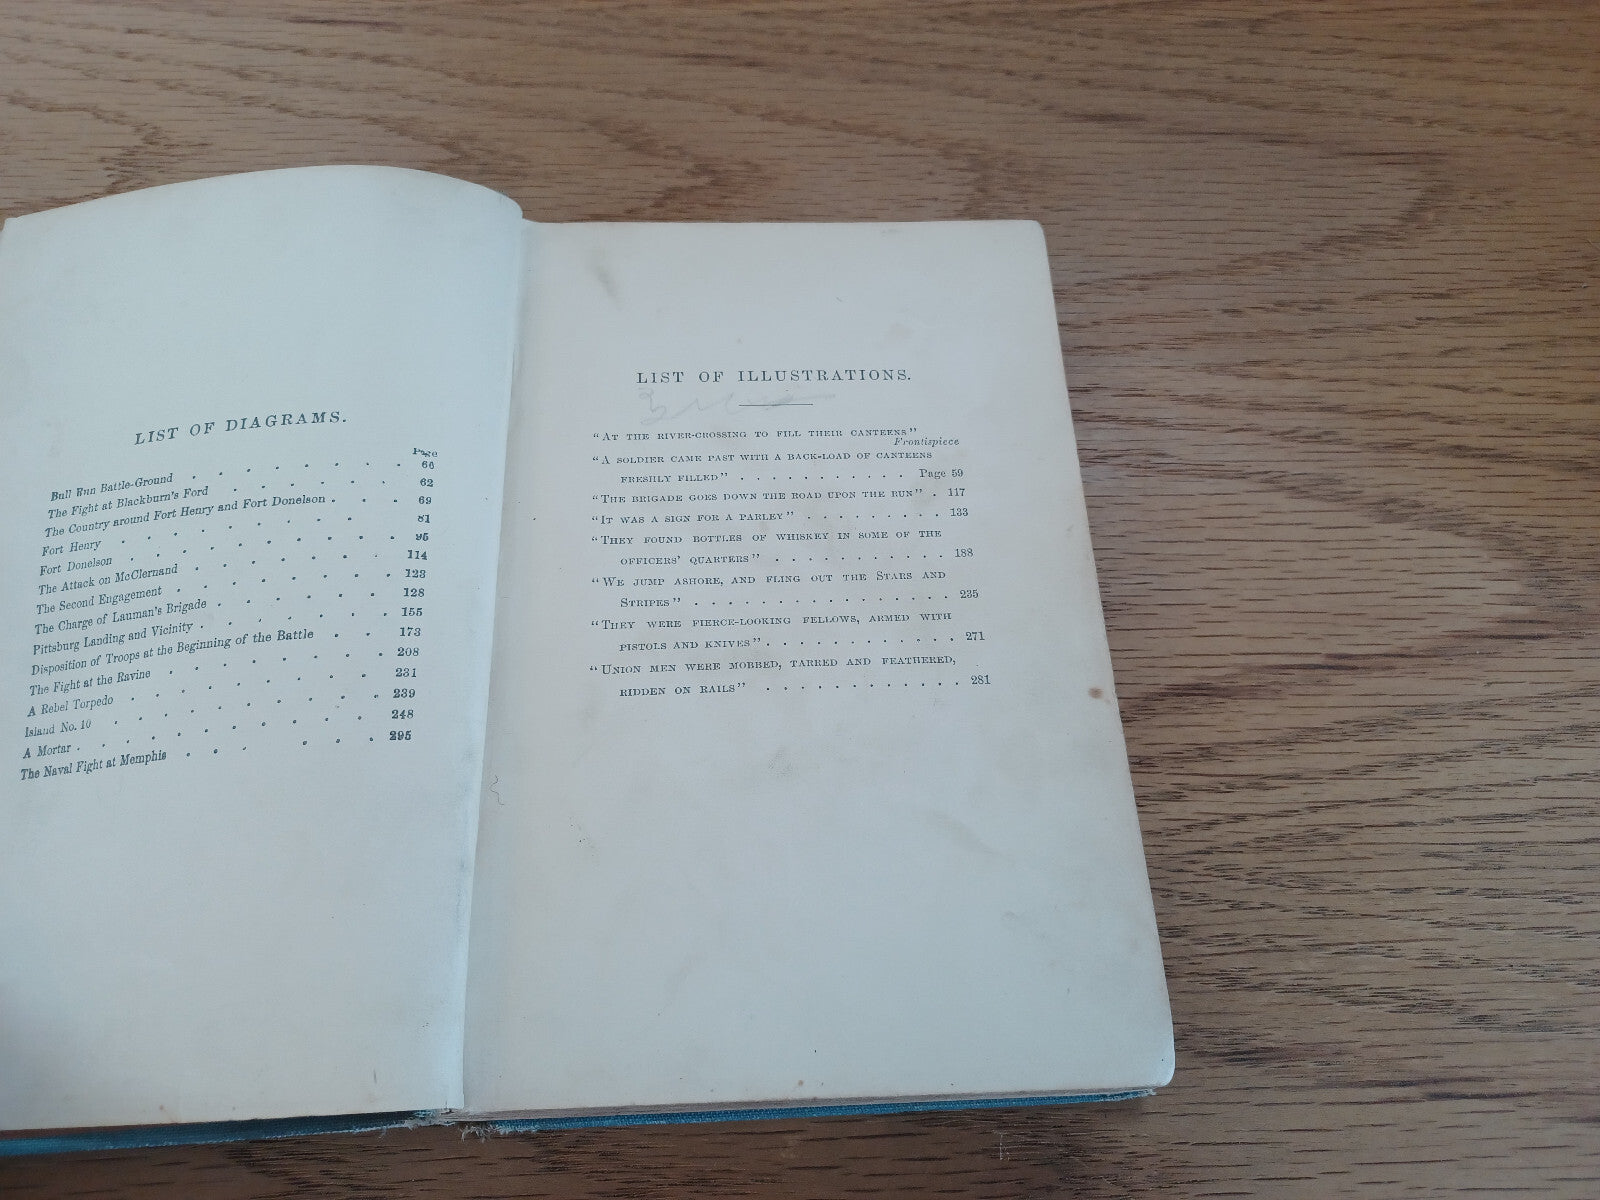 LIST OF DIAGRAMS.
Page
Bull Run Battle-Ground . . . . . . . .
The Fight at Blackburn's Ford . . . . . . 62
The Country around Fort Henry and Fort Donelson . . . 69
Fort Henry . . . . . . . . . 81
Fort Donelson . . . . . . . . . . 95
The Attack on McClernand . . . . . . . 114
The Second Engagement . . . . . . . . 123
The Charge of Lauman's Brigade . . . . . . 128
Pittsburg Landing and Vicinity . . . . . . 155
Disposition of Troops at the Beginning of the Battle . . 173
The Fight at the Ravine . . . . . . . 208
A Rebel Torpedo . . . . . . . . 231
Island No. 10 . . . . . . . . . 239
A Mortar . . . . . . . . . . 248
The Naval Fight at Memphis . . . . . . 295
LIST OF ILLUSTRATIONS.
"At the river-crossing to fill their canteens"
Frontispiece
"A soldier came past with a back-load of canteens
freshly filled" . . . . . . . . . . . Page 59
"The brigade goes down the road upon the run" . 117
"It was a sign for a parley" . . . . . . . . . 133
"They found bottles of whiskey in some of the
officers' quarters" . . . . . . . . . . . 188
"We jump ashore, and fling out the Stars and
Stripes" . . . . . . . . . . . . . . . . 235
"They were fierce-looking fellows, armed with
pistols and knives" . . . . . . . . . . . . 271
"Union men were mobbed, tarred and feathered,
ridden on rails" . . . . . . . . . . . . 281